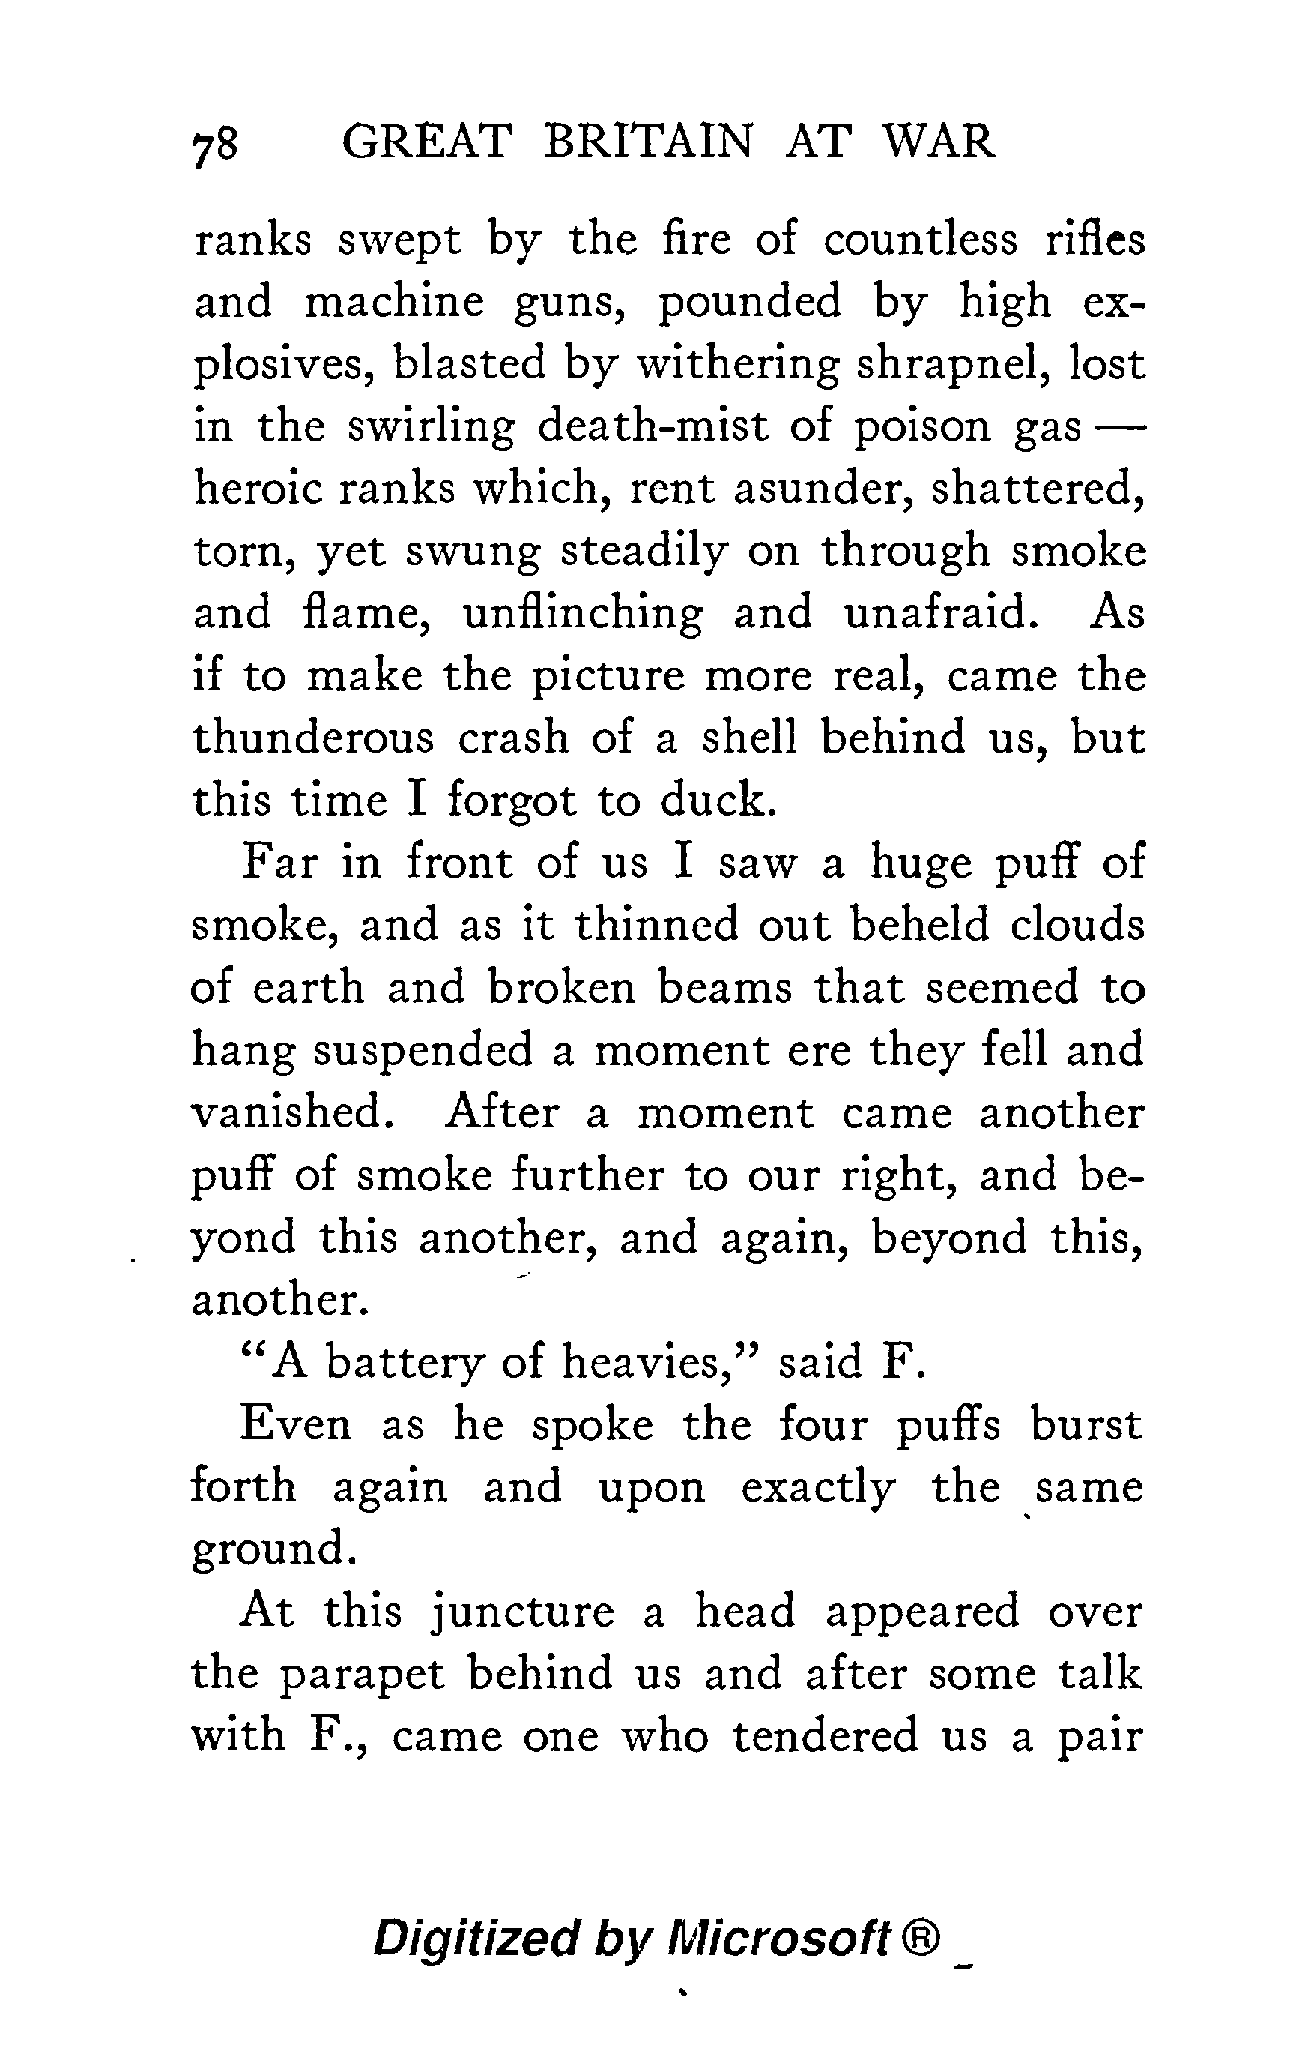 78 GREAT BRITAIN AT WAR
ranks swept by the fire of countless rifles
and machine guns, pounded by high ex-
plosives, blasted by withering shrapnel, lost
in the swirling death-mist of poison gas —
heroic ranks which, rent asunder, shattered,
torn, yet swung steadily on through smoke
and flame, unflinching and unafraid. As
if to make the picture more real, came the
thunderous crash of a shell behind us, but
this time I forgot to duck.
Far in front of us I saw a huge puff of
smoke, and as it thinned out beheld clouds
of earth and broken beams that seemed to
hang suspended a moment ere they fell and
vanished. After a moment came another
puff of smoke further to our right, and be-
yond this another, and again, beyond this,
another.
“A battery of heavies,” said F.
Even as he spoke the four puffs burst
forth again and upon exactly the same
ground.
At this juncture a head appeared over
the parapet behind us and after some talk
with F., came one who tendered us a pair
Digitized by Microsoft ®